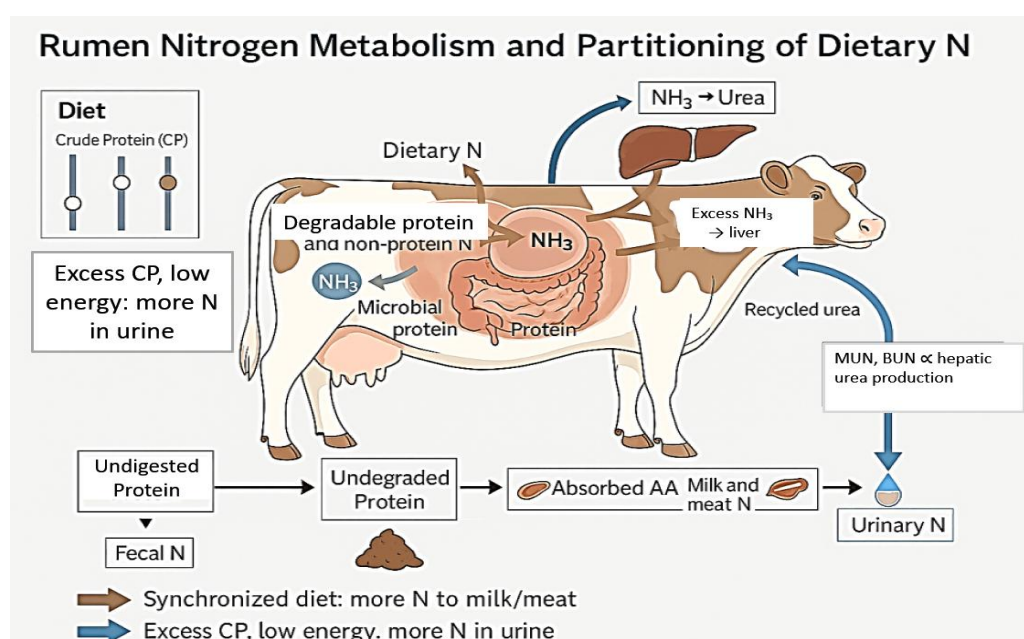 Rumen Nitrogen Metabolism and Partitioning of Dietary N
Diet
Crude Protein (CP)
NH₃ → Urea
Dietary N
Degradable protein
and non-protein N
NH₃
Excess NH₃
→ liver
Excess CP, low
energy: more N
in urine
NH₃
Microbial
protein
Protein
Recycled urea
MUN, BUN ∝ hepatic
urea production
Undigested
Protein
Undegraded
Protein
Absorbed AA
Milk and
meat N
Fecal N
Urinary N
Synchronized diet: more N to milk/meat
Excess CP, low energy. more N in urine